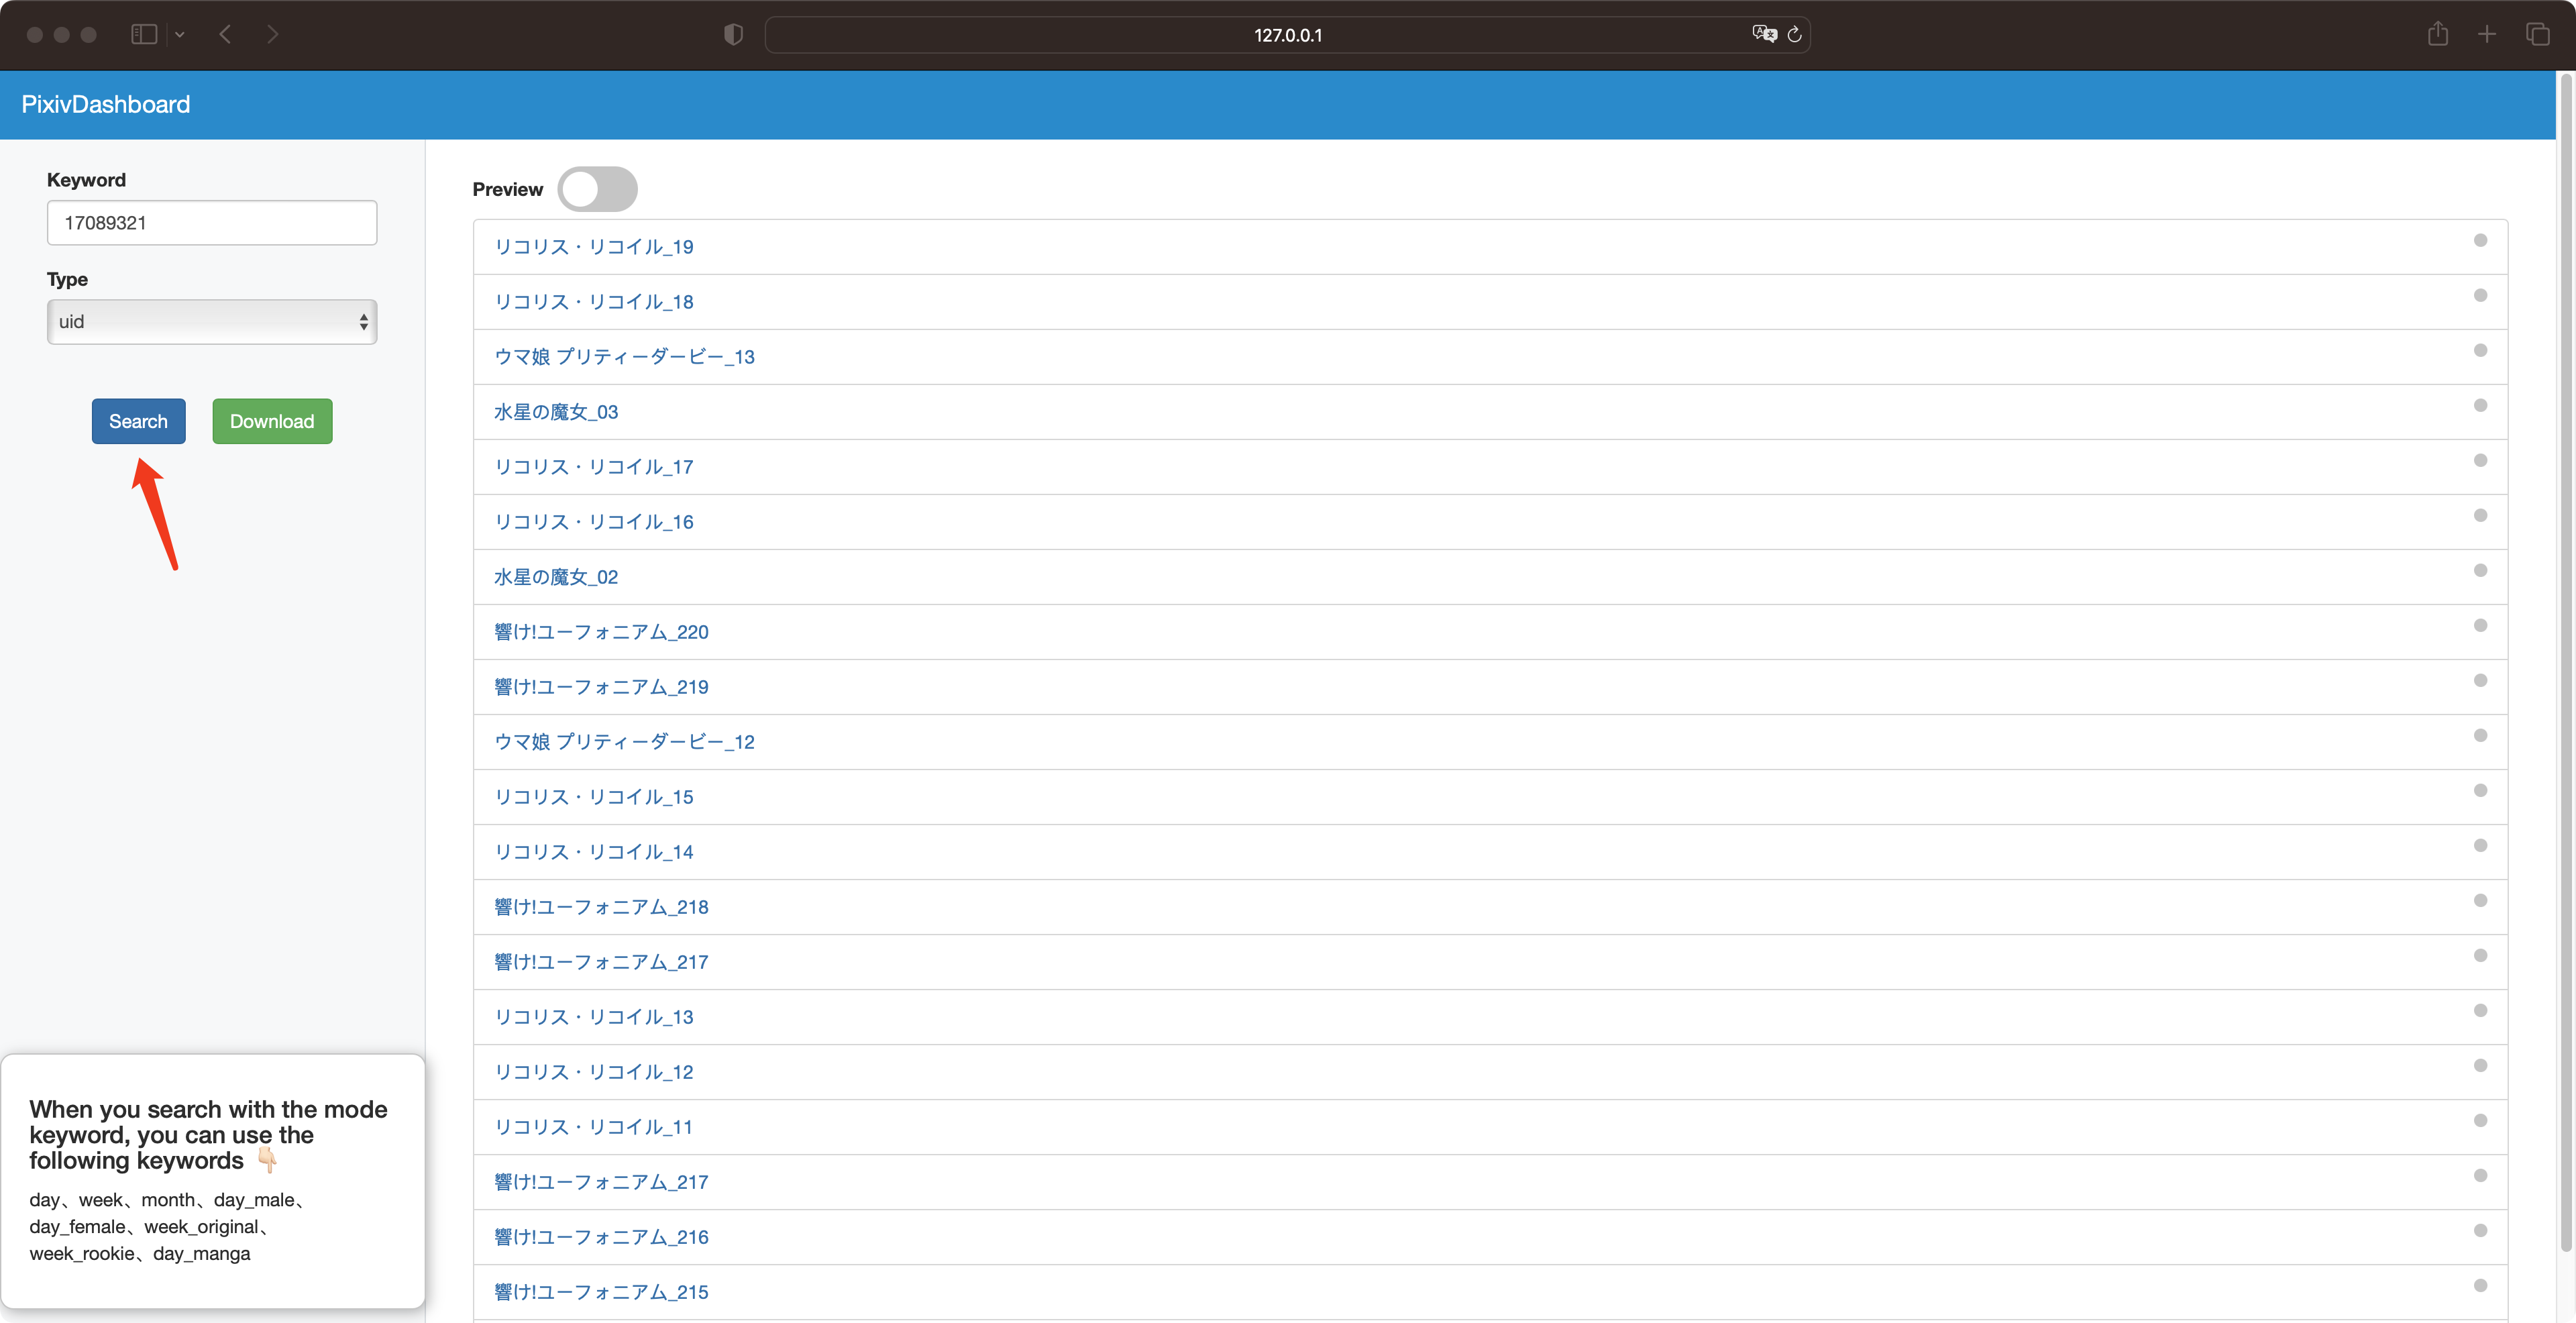 127.0.0.1
PixivDashboard
Keyword
17089321
Type
uid
Search Download
When you search with the mode
keyword, you can use the
following keywords 👇🏻
day、week、month、day_male、
day_female、week_original、
week_rookie、day_manga
Preview
リコリス・リコイル_19
リコリス・リコイル_18
ウマ娘 プリティーダービー_13
水星の魔女_03
リコリス・リコイル_17
リコリス・リコイル_16
水星の魔女_02
響け!ユーフォニアム_220
響け!ユーフォニアム_219
ウマ娘 プリティーダービー_12
リコリス・リコイル_15
リコリス・リコイル_14
響け!ユーフォニアム_218
響け!ユーフォニアム_217
リコリス・リコイル_13
リコリス・リコイル_12
リコリス・リコイル_11
響け!ユーフォニアム_217
響け!ユーフォニアム_216
響け!ユーフォニアム_215